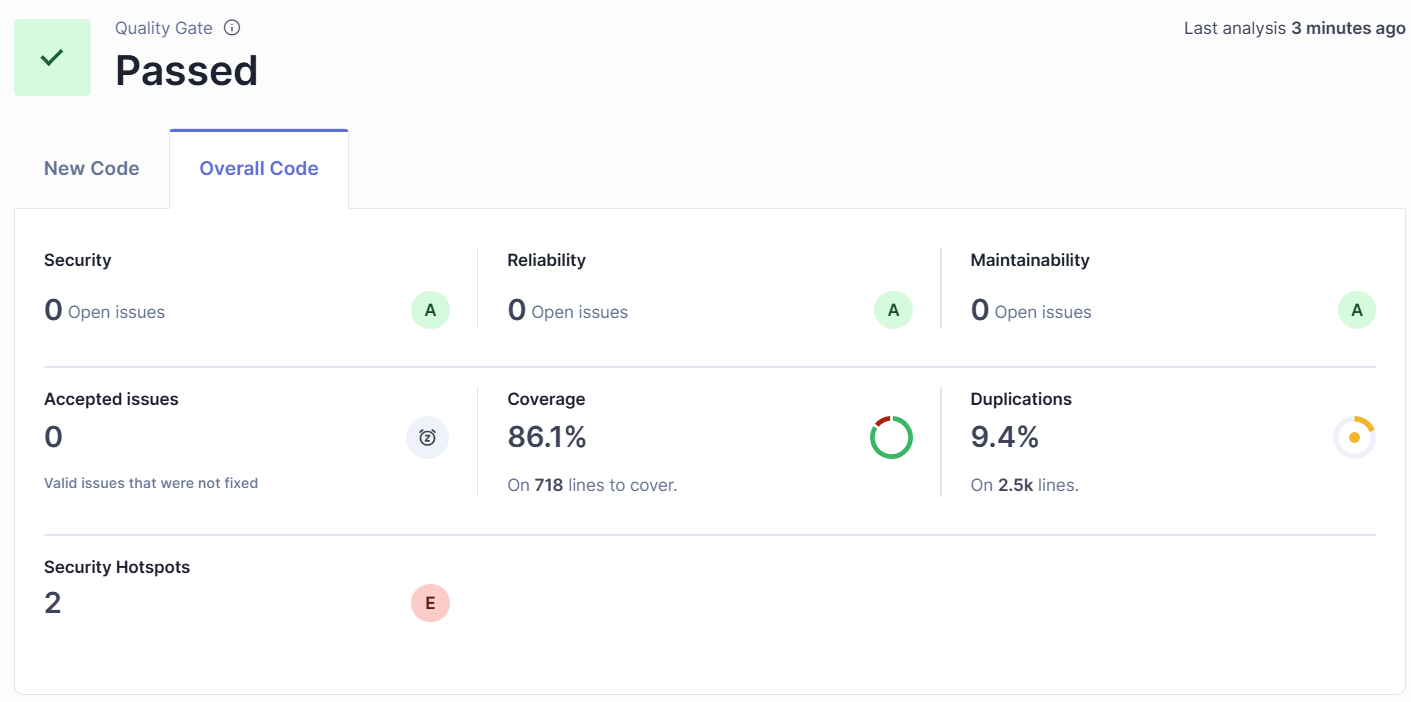 Quality Gate
Passed
Last analysis 3 minutes ago
New Code
Overall Code
Security
0 Open issues
A
Reliability
0 Open issues
A
Maintainability
0 Open issues
A
Accepted issues
0
Valid issues that were not fixed
Coverage
86.1%
On 718 lines to cover.
Duplications
9.4%
On 2.5k lines.
Security Hotspots
2
E